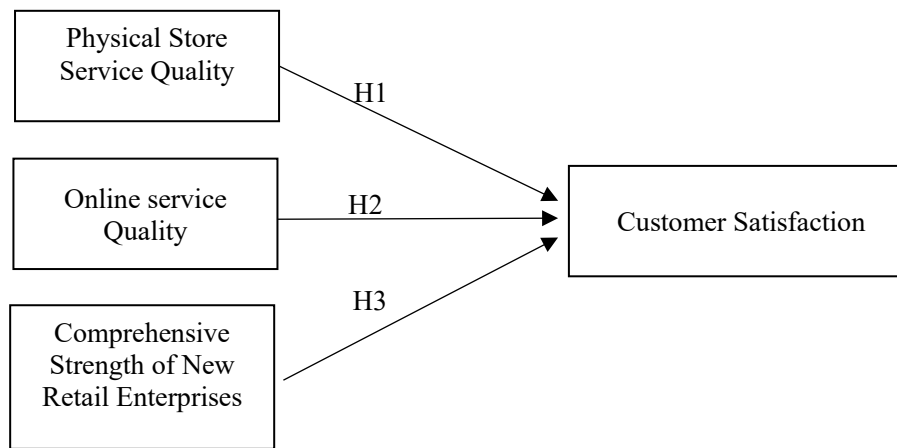 Physical Store
Service Quality
H1
Online service
Quality
H2
Customer Satisfaction
H3
Comprehensive
Strength of New
Retail Enterprises